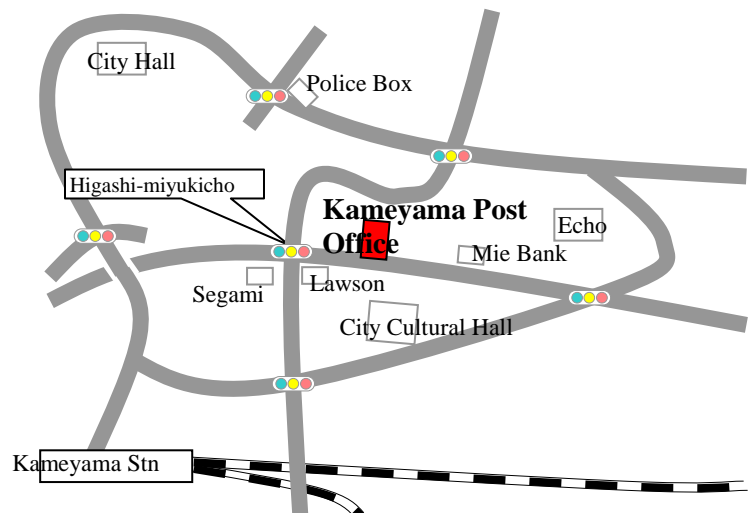 City Hall
Police Box
Higashi-miyukicho
Kameyama Post
Office
Echo
Mie Bank
Segami
Lawson
City Cultural Hall
Kameyama Stn